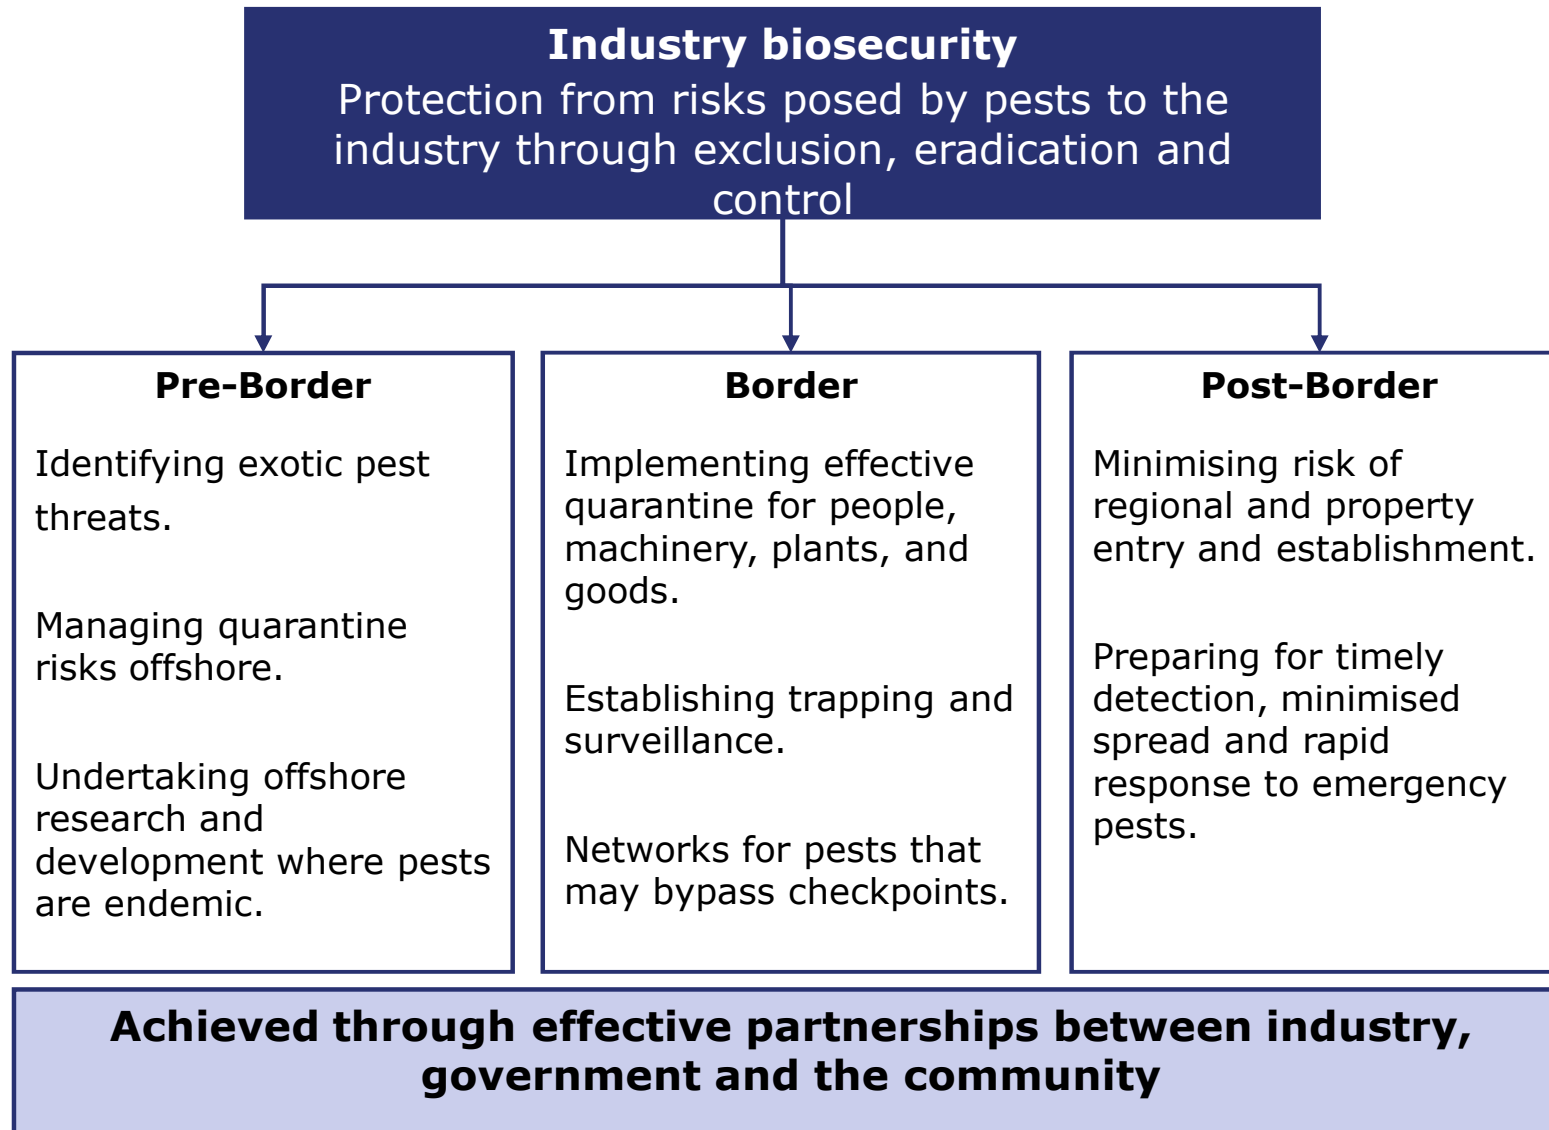 Industry biosecurity
Protection from risks posed by pests to the
industry through exclusion, eradication and
control
Pre-Border
Identifying exotic pest
threats.
Managing quarantine
risks offshore.
Undertaking offshore
research and
development where pests
are endemic.
Border
Implementing effective
quarantine for people,
machinery, plants, and
goods.
Establishing trapping and
surveillance.
Networks for pests that
may bypass checkpoints.
Post-Border
Minimising risk of
regional and property
entry and establishment.
Preparing for timely
detection, minimised
spread and rapid
response to emergency
pests.
Achieved through effective partnerships between industry,
government and the community